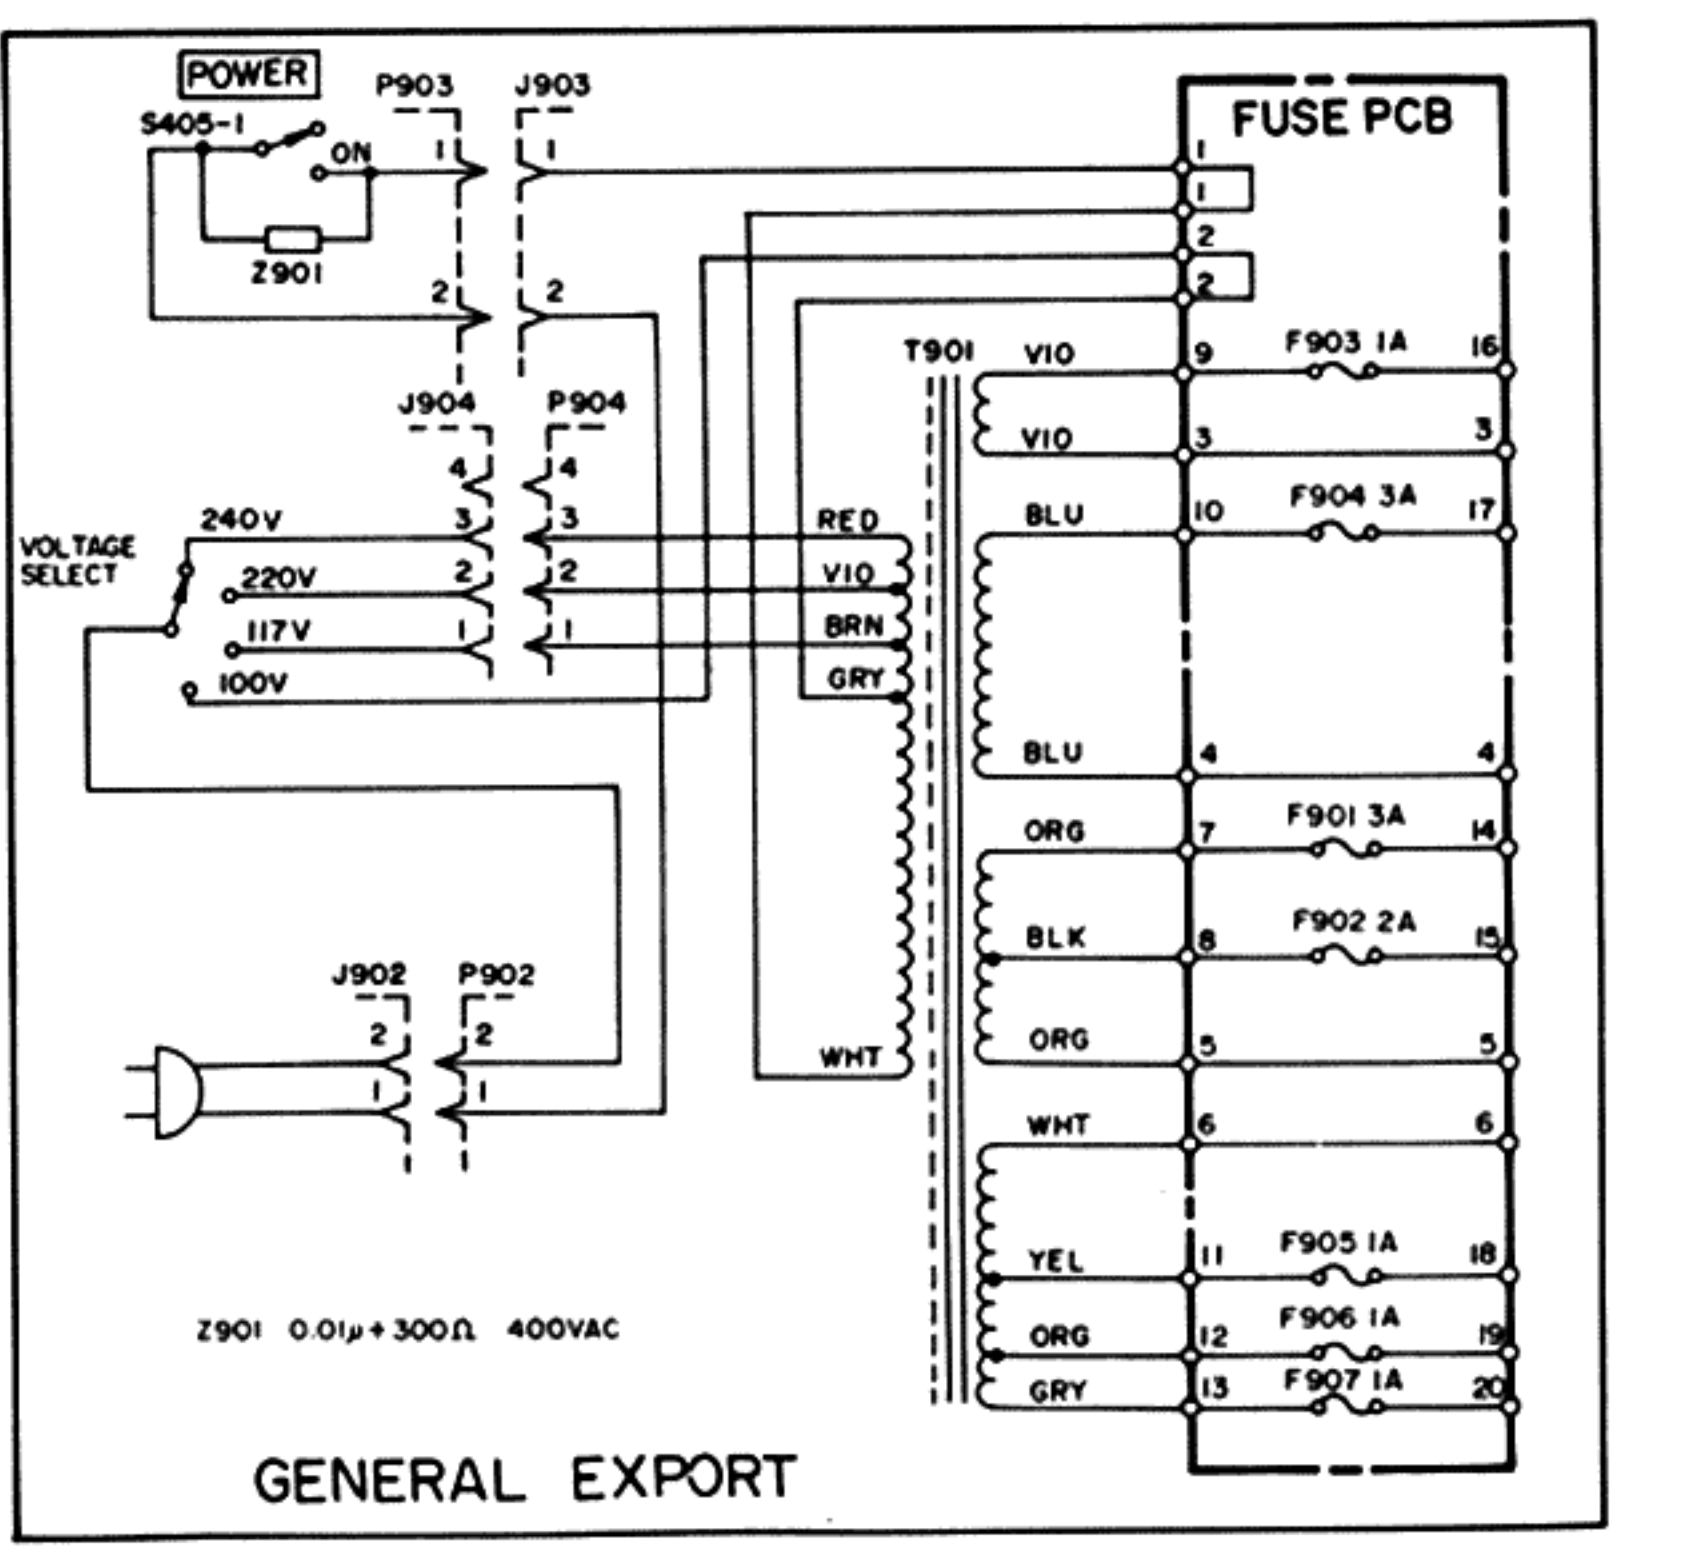 POWER
P903 J903
FUSE PCB
S405-1
ON
1 1 1
1
Z901
2 2 2
2
T901
VIO 9 F903 1A 16
VIO 3 3
J904 P904
4 4
BLU 10 F904 3A 17
240V 3 3 RED
VOLTAGE
SELECT
220V 2 2 VIO
117V 1 1 BRN
100V GRY
BLU 4 4
ORG 7 F901 3A 14
BLK 8 F902 2A 15
J902 P902
2 2
ORG 5 5
1 1
WHT
WHT 6 6
YEL 11 F905 1A 18
Z901 0.01μ+300Ω 400VAC
ORG 12 F906 1A 19
GRY 13 F907 1A 20
GENERAL EXPORT